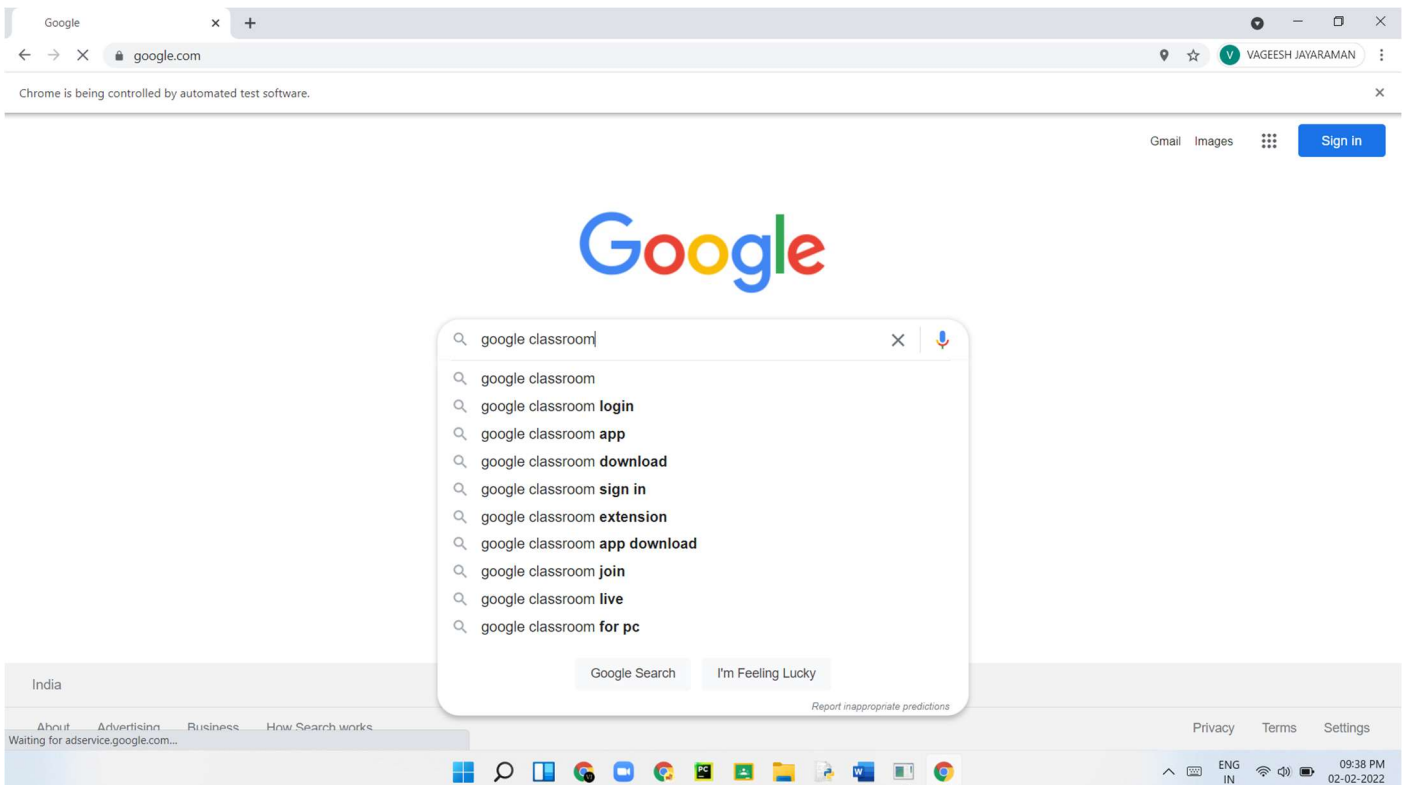 Google
google.com
VAGEESH JAYARAMAN
Chrome is being controlled by automated test software.
Gmail Images Sign in
Google
google classroom
google classroom
google classroom login
google classroom app
google classroom download
google classroom sign in
google classroom extension
google classroom app download
google classroom join
google classroom live
google classroom for pc
Google Search I'm Feeling Lucky
Report inappropriate predictions
India
About Advertising Business How Search works
Privacy Terms Settings
Waiting for adservice.google.com...
ENG
IN
09:38 PM
02-02-2022